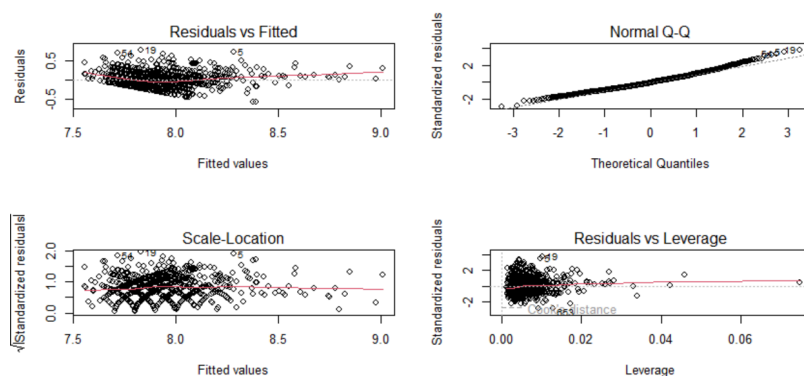 Residuals vs Fitted
Residuals
0.5
-0.5
54
19
5
7.5 8.0 8.5 9.0
Fitted values
Normal Q-Q
Standardized residuals
2
-2
19
-3 -2 -1 0 1 2 3
Theoretical Quantiles
Scale-Location
√|Standardized residuals|
2.0
1.0
0.0
54
19
5
7.5 8.0 8.5 9.0
Fitted values
Residuals vs Leverage
Standardized residuals
2
-2
19
Cook's distance
0.00 0.02 0.04 0.06
Leverage